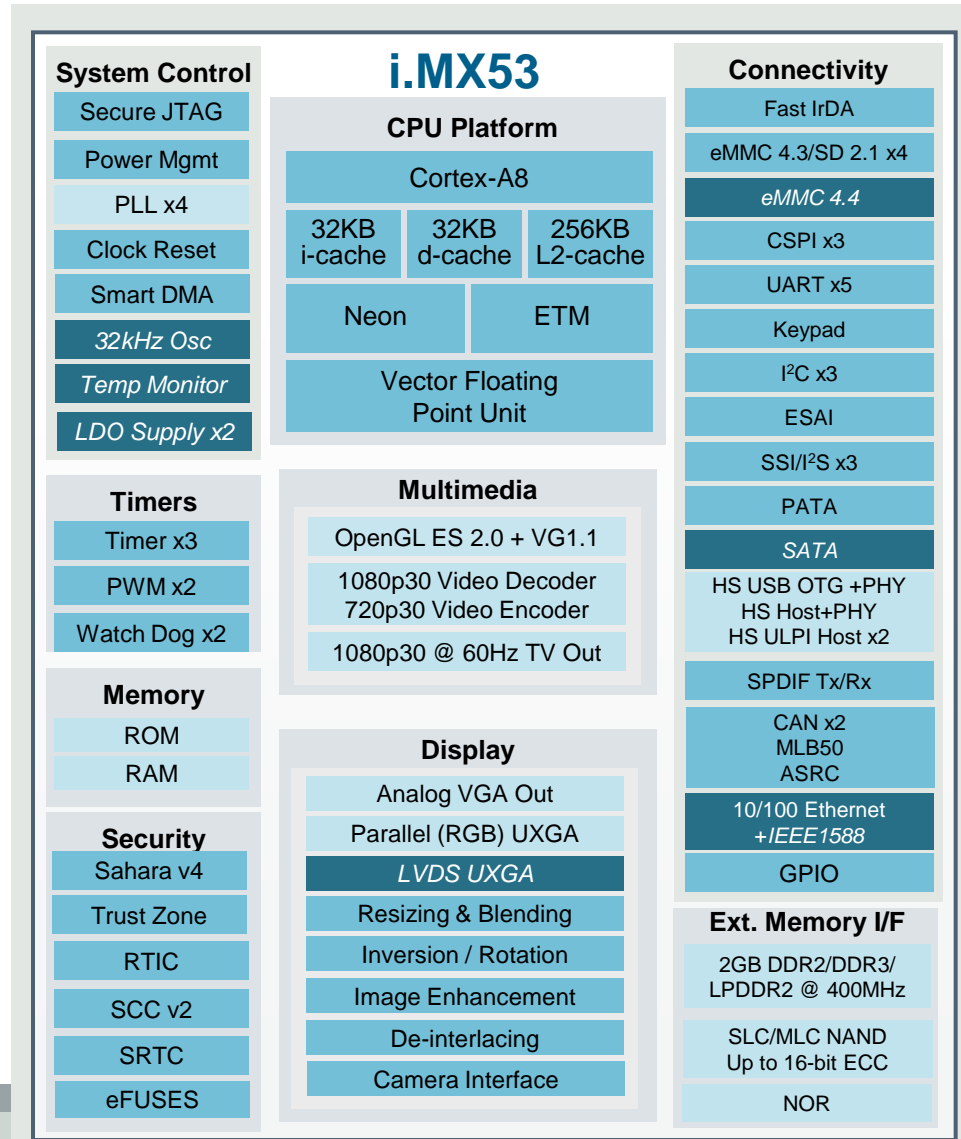 i.MX53
System Control
Secure JTAG
Power Mgmt
PLL x4
Clock Reset
Smart DMA
32kHz Osc
Temp Monitor
LDO Supply x2
Timers
Timer x3
PWM x2
Watch Dog x2
Memory
ROM
RAM
Security
Sahara v4
Trust Zone
RTIC
SCC v2
SRTC
eFUSES
CPU Platform
Cortex-A8
32KB
i-cache
32KB
d-cache
256KB
L2-cache
Neon
ETM
Vector Floating
Point Unit
Multimedia
OpenGL ES 2.0 + VG1.1
1080p30 Video Decoder
720p30 Video Encoder
1080p30 @ 60Hz TV Out
Display
Analog VGA Out
Parallel (RGB) UXGA
LVDS UXGA
Resizing & Blending
Inversion / Rotation
Image Enhancement
De-interlacing
Camera Interface
Connectivity
Fast IrDA
eMMC 4.3/SD 2.1 x4
eMMC 4.4
CSPI x3
UART x5
Keypad
I²C x3
ESAI
SSI/I²S x3
PATA
SATA
HS USB OTG +PHY
HS Host+PHY
HS ULPI Host x2
SPDIF Tx/Rx
CAN x2
MLB50
ASRC
10/100 Ethernet
+IEEE1588
GPIO
Ext. Memory I/F
2GB DDR2/DDR3/
LPDDR2 @ 400MHz
SLC/MLC NAND
Up to 16-bit ECC
NOR